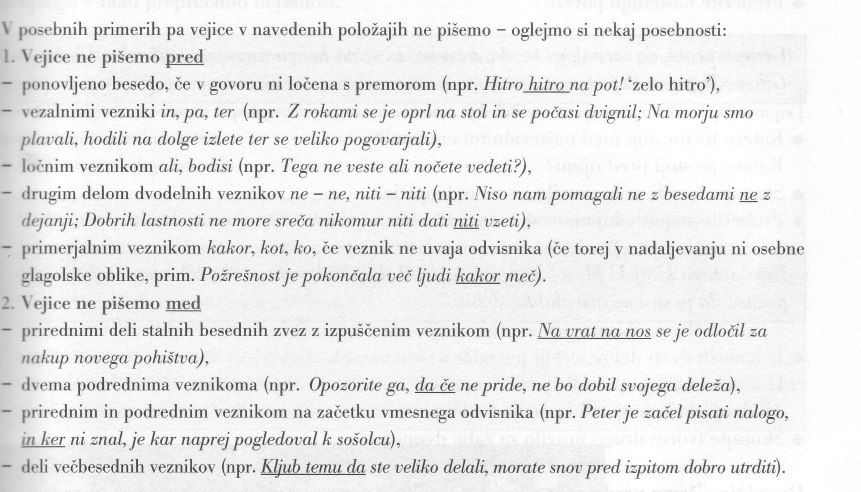 V posebnih primerih pa vejice v navedenih položajih ne pišemo – oglejmo si nekaj posebnosti:
1. Vejice ne pišemo pred
– ponovljeno besedo, če v govoru ni ločena s premorom (npr. Hitro hitro na pot! 'zelo hitro'),
– vezalnimi vezniki in, pa, ter (npr. Z rokami se je oprl na stol in se počasi dvignil; Na morju smo
plavali, hodili na dolge izlete ter se veliko pogovarjali),
– ločnim veznikom ali, bodisi (npr. Tega ne veste ali nočete vedeti?),
– drugim delom dvodelnih veznikov ne – ne, niti – niti (npr. Niso nam pomagali ne z besedami ne z
dejanji; Dobrih lastnosti ne more sreča nikomur niti dati niti vzeti),
– primerjalnim veznikom kakor, kot, ko, če veznik ne uvaja odvisnika (če torej v nadaljevanju ni osebne
glagolske oblike, prim. Požrešnost je pokončala več ljudi kakor meč).
2. Vejice ne pišemo med
– prirednimi deli stalnih besednih zvez z izpuščenim veznikom (npr. Na vrat na nos se je odločil za
nakup novega pohištva),
– dvema podrednima veznikoma (npr. Opozorite ga, da če ne pride, ne bo dobil svojega deleža),
– prirednim in podrednim veznikom na začetku vmesnega odvisnika (npr. Peter je začel pisati nalogo,
in ker ni znal, je kar naprej pogledoval k sošolcu),
– deli večbesednih veznikov (npr. Kljub temu da ste veliko delali, morate snov pred izpitom dobro utrditi).